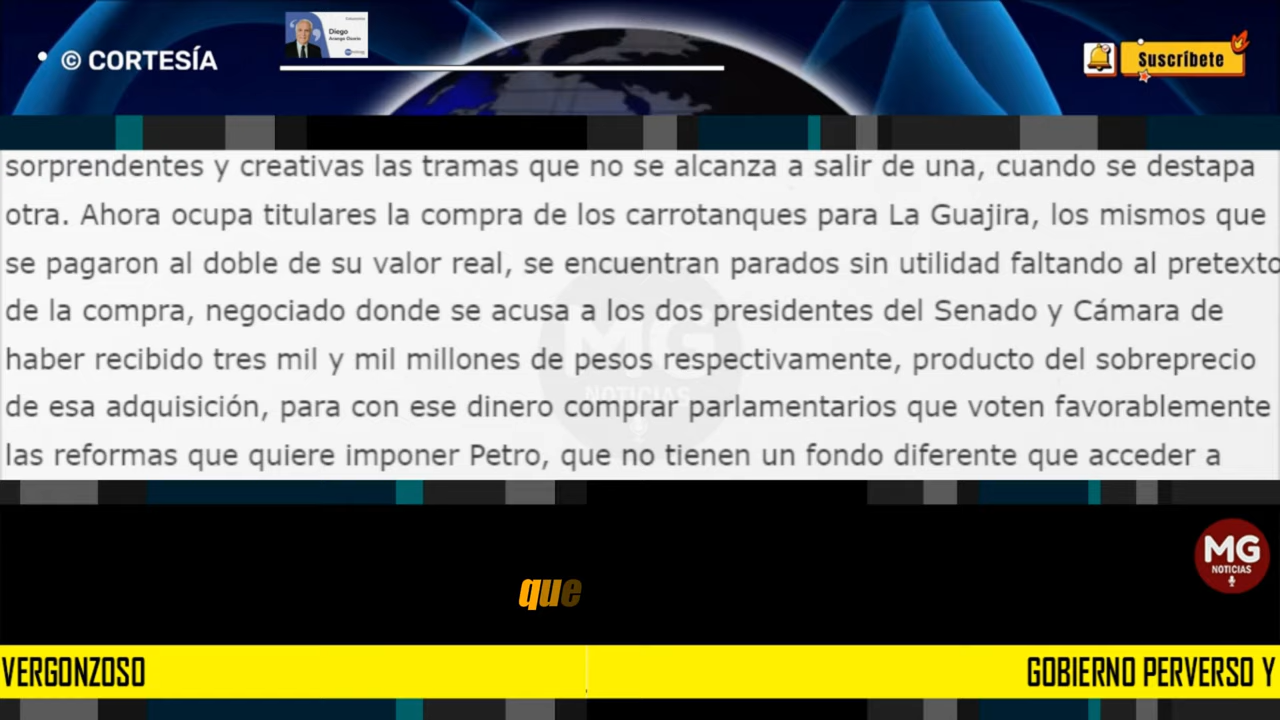 © CORTESÍA
Diego
Arango Osorio
Suscríbete
sorprendentes y creativas las tramas que no se alcanza a salir de una, cuando se destapa
otra. Ahora ocupa titulares la compra de los carrotanques para La Guajira, los mismos que
se pagaron al doble de su valor real, se encuentran parados sin utilidad faltando al pretexto
de la compra, negociado donde se acusa a los dos presidentes del Senado y Cámara de
haber recibido tres mil y mil millones de pesos respectivamente, producto del sobreprecio
de esa adquisición, para con ese dinero comprar parlamentarios que voten favorablemente
las reformas que quiere imponer Petro, que no tienen un fondo diferente que acceder a
MG
NOTICIAS
MG
NOTICIAS
que
VERGONZOSO
GOBIERNO PERVERSO Y